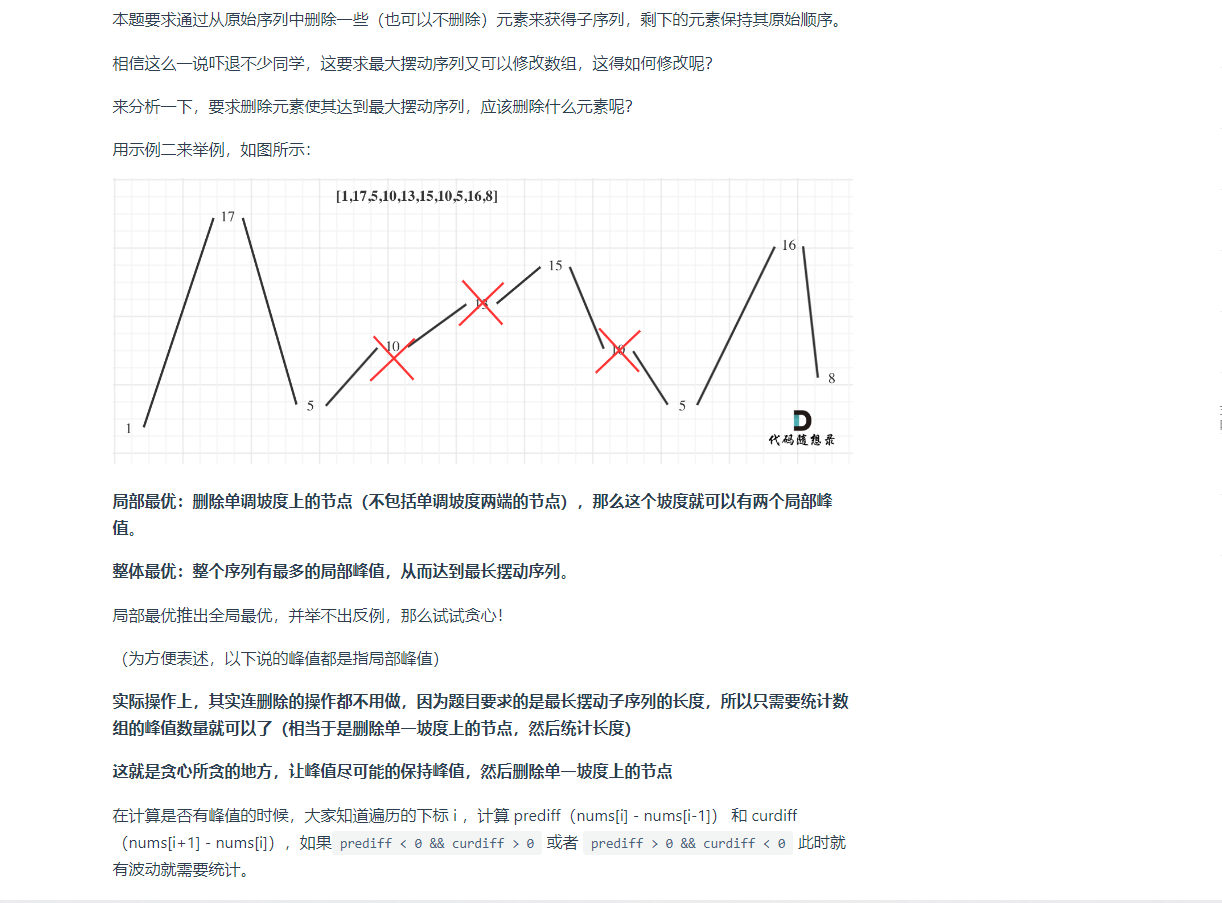 本题要求通过从原始序列中删除一些（也可以不删除）元素来获得子序列，剩下的元素保持其原始顺序。
相信这么一说吓退不少同学，这要求最大摆动序列又可以修改数组，这得如何修改呢？
来分析一下，要求删除元素使其达到最大摆动序列，应该删除什么元素呢？
用示例二来举例，如图所示：
[1,17,5,10,13,15,10,5,16,8]
17
16
15
13
10
10
5
5
8
1
代码随想录
局部最优：删除单调坡度上的节点（不包括单调坡度两端的节点），那么这个坡度就可以有两个局部峰
值。
整体最优：整个序列有最多的局部峰值，从而达到最长摆动序列。
局部最优推出全局最优，并举不出反例，那么试试贪心！
（为方便表述，以下说的峰值都是指局部峰值）
实际操作上，其实连删除的操作都不用做，因为题目要求的是最长摆动子序列的长度，所以只需要统计数
组的峰值数量就可以了（相当于是删除单一坡度上的节点，然后统计长度）
这就是贪心所贪的地方，让峰值尽可能的保持峰值，然后删除单一坡度上的节点
在计算是否有峰值的时候，大家知道遍历的下标 i ，计算 prediff（nums[i] - nums[i-1]） 和 curdiff
（nums[i+1] - nums[i]），如果 prediff < 0 && curdiff > 0 或者 prediff > 0 && curdiff < 0 此时就
有波动就需要统计。